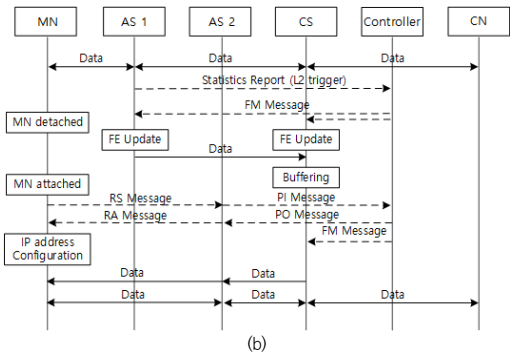 MN AS 1 AS 2 CS Controller CN
Data Data Data
Statistics Report (L2 trigger)
FM Message
MN detached
FE Update FE Update
Data
Buffering
MN attached
RS Message PI Message
RA Message PO Message
FM Message
IP address
Configuration
Data Data
Data Data Data
(b)